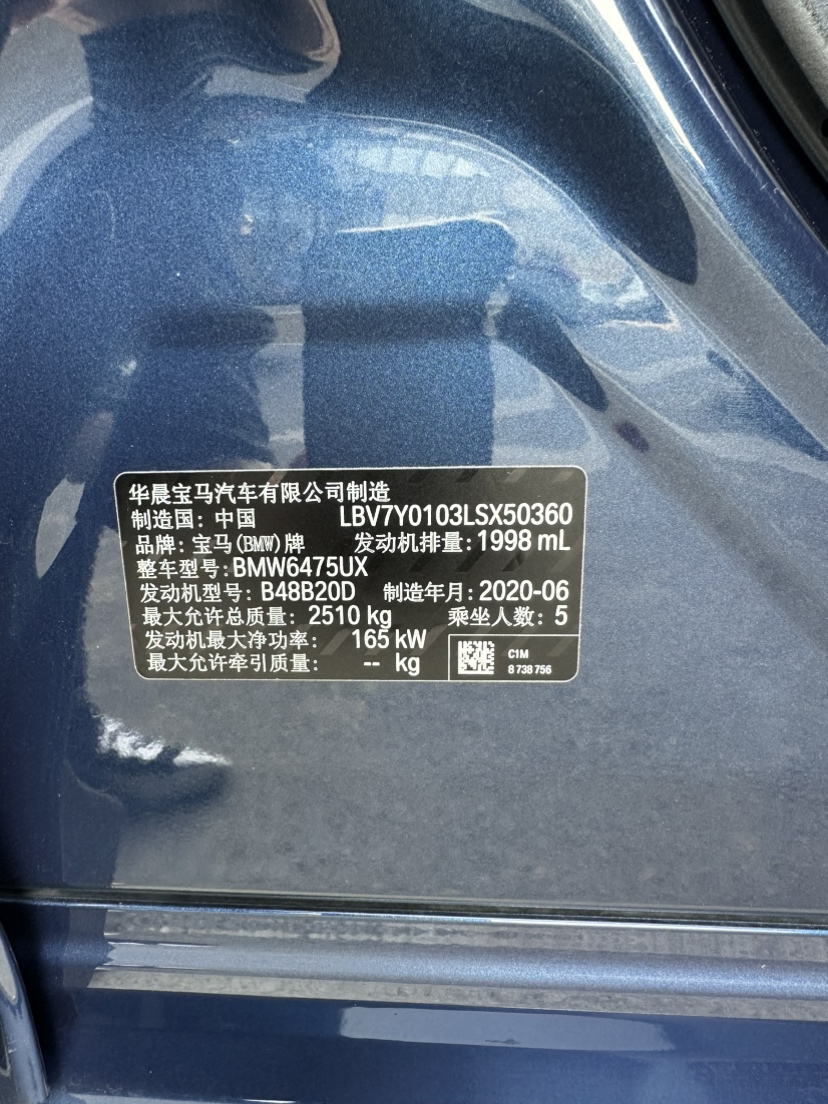 华晨宝马汽车有限公司制造
制造国: 中国 LBV7Y0103LSX50360
品牌: 宝马(BMW)牌 发动机排量: 1998 mL
整车型号: BMW6475UX
发动机型号: B48B20D 制造年月: 2020-06
最大允许总质量: 2510 kg 乘坐人数: 5
发动机最大净功率: 165 kW
最大允许牵引质量: -- kg
C1M
8 738 756